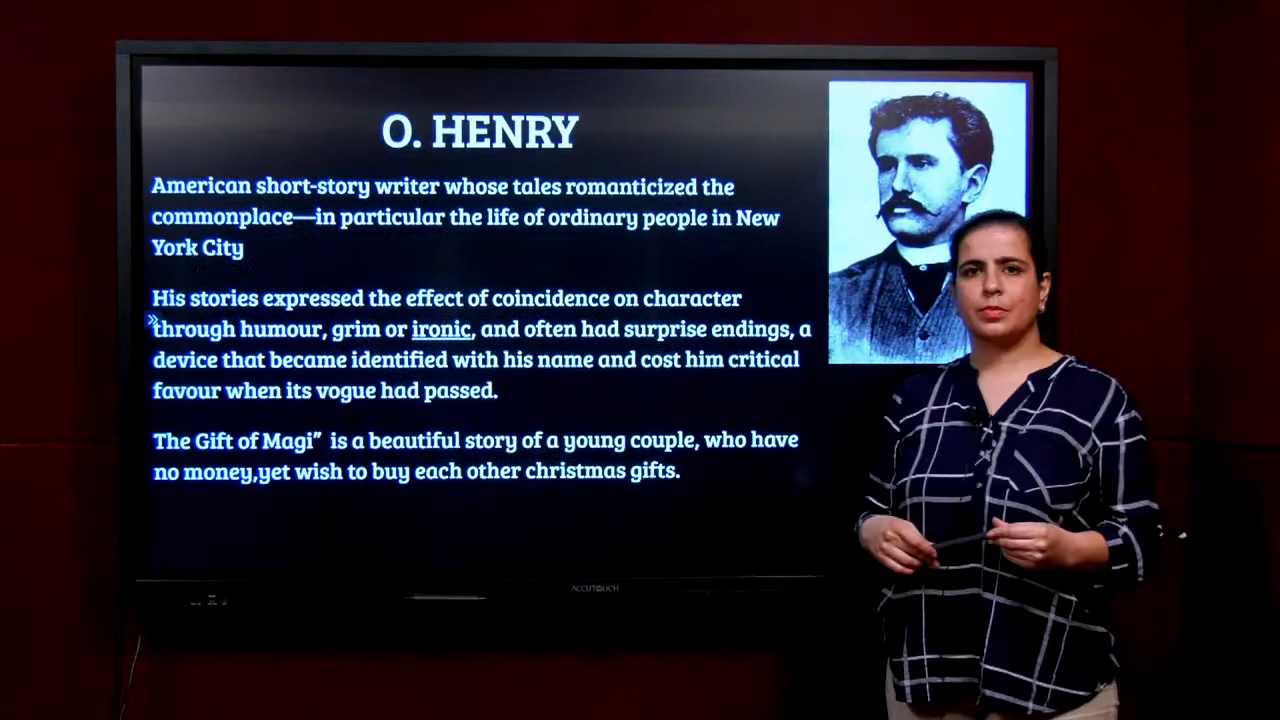 O. HENRY
American short-story writer whose tales romanticized the
commonplace—in particular the life of ordinary people in New
York City
His stories expressed the effect of coincidence on character
through humour, grim or ironic, and often had surprise endings, a
device that became identified with his name and cost him critical
favour when its vogue had passed.
The Gift of Magi” is a beautiful story of a young couple, who have
no money,yet wish to buy each other christmas gifts.
ACCUTOUCH